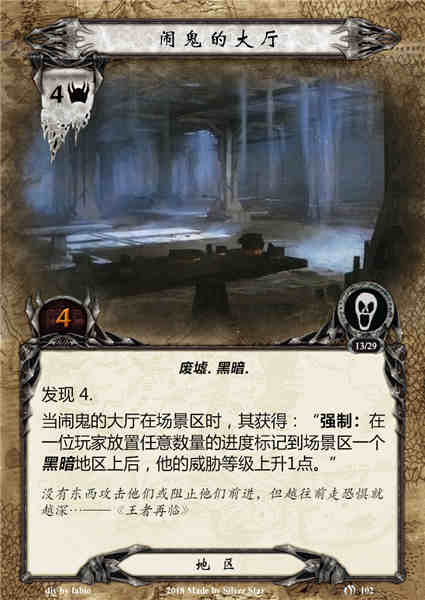 闹鬼的大厅
4
4
13/29
废墟. 黑暗.
发现 4.
当闹鬼的大厅在场景区时，其获得：“强制：在
一位玩家放置任意数量的进度标记到场景区一个
黑暗地区上后，他的威胁等级上升1点。”
没有东西攻击他们或阻止他们前进，但越往前走恐惧就
越深…——《王者再临》
地区
diy by fabio
2018 Made by Silver Star
102